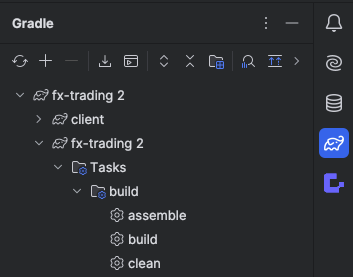 Gradle
fx-trading 2
client
fx-trading 2
Tasks
build
assemble
build
clean